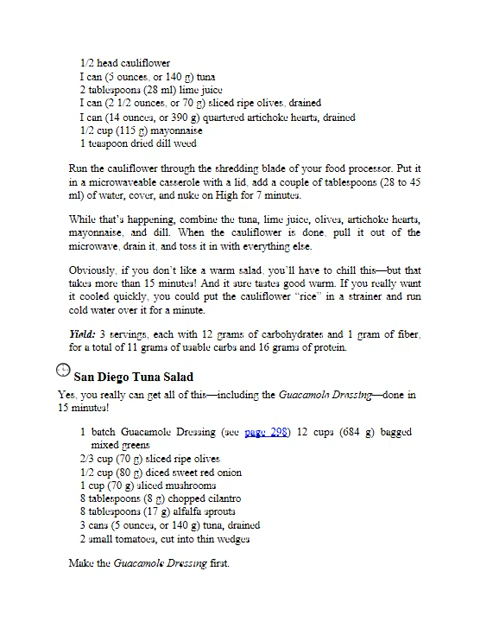 1/2 head cauliflower
I can (5 ounces, or 140 g) tuna
2 tablespoons (28 ml) lime juice
I can (2 1/2 ounces, or 70 g) sliced ripe olives, drained
I can (14 ounces, or 390 g) quartered artichoke hearts, drained
1/2 cup (115 g) mayonnaise
1 teaspoon dried dill weed
Run the cauliflower through the shredding blade of your food processor. Put it
in a microwaveable casserole with a lid, add a couple of tablespoons (28 to 45
ml) of water, cover, and nuke on High for 7 minutes.
While that's happening, combine the tuna, lime juice, olives, artichoke hearts,
mayonnaise, and dill. When the cauliflower is done, pull it out of the
microwave, drain it, and toss it in with everything else.
Obviously, if you don't like a warm salad, you'll have to chill this—but that
takes more than 15 minutes! And it sure tastes good warm. If you really want
it cooled quickly, you could put the cauliflower "rice" in a strainer and run
cold water over it for a minute.
Yield: 3 servings, each with 12 grams of carbohydrates and 1 gram of fiber,
for a total of 11 grams of usable carbs and 16 grams of protein.
San Diego Tuna Salad
Yes, you really can get all of this—including the Guacamole Dressing—done in
15 minutes!
1 batch Guacamole Dressing (see page 298) 12 cups (684 g) bagged
mixed greens
2/3 cup (70 g) sliced ripe olives
1/2 cup (80 g) diced sweet red onion
1 cup (70 g) sliced mushrooms
8 tablespoons (8 g) chopped cilantro
8 tablespoons (17 g) alfalfa sprouts
3 cans (5 ounces, or 140 g) tuna, drained
2 small tomatoes, cut into thin wedges
Make the Guacamole Dressing first.